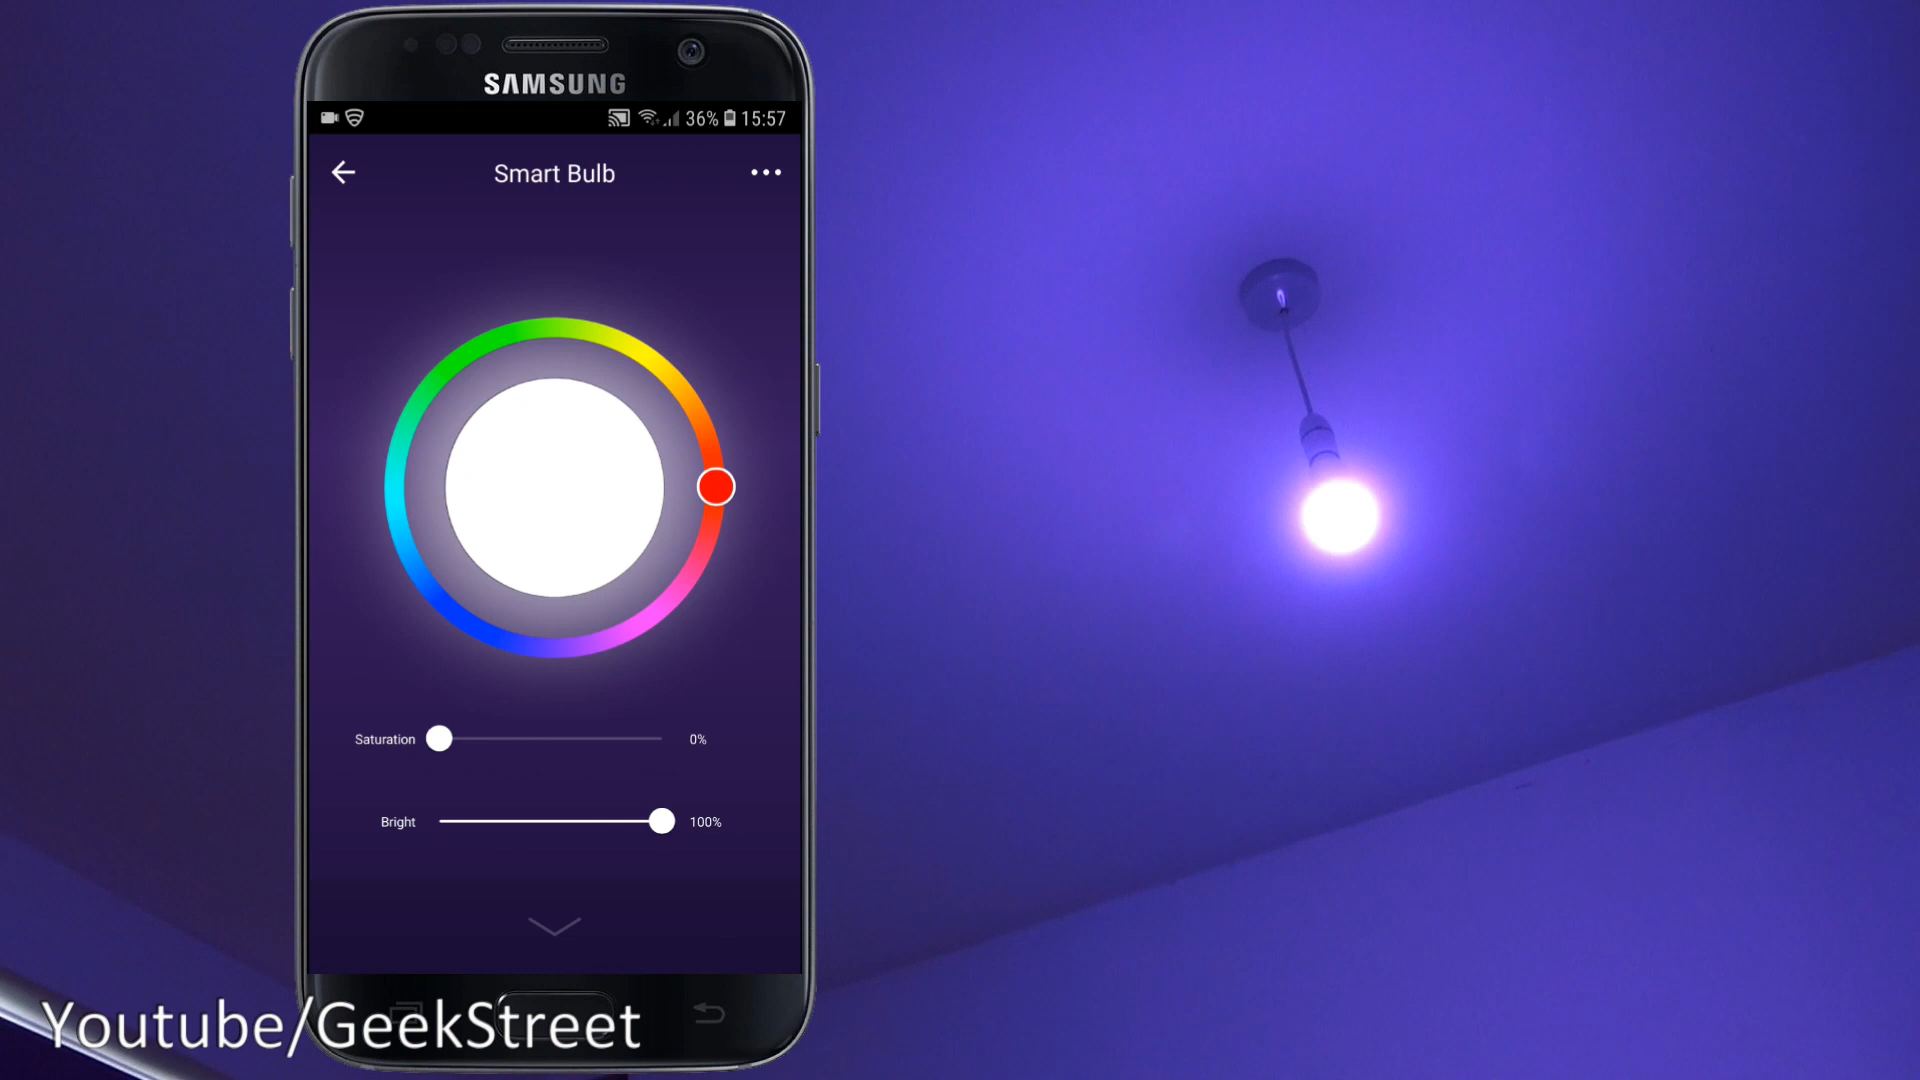 SAMSUNG
36% 15:57
Smart Bulb
Saturation 0%
Bright 100%
Youtube/GeekStreet